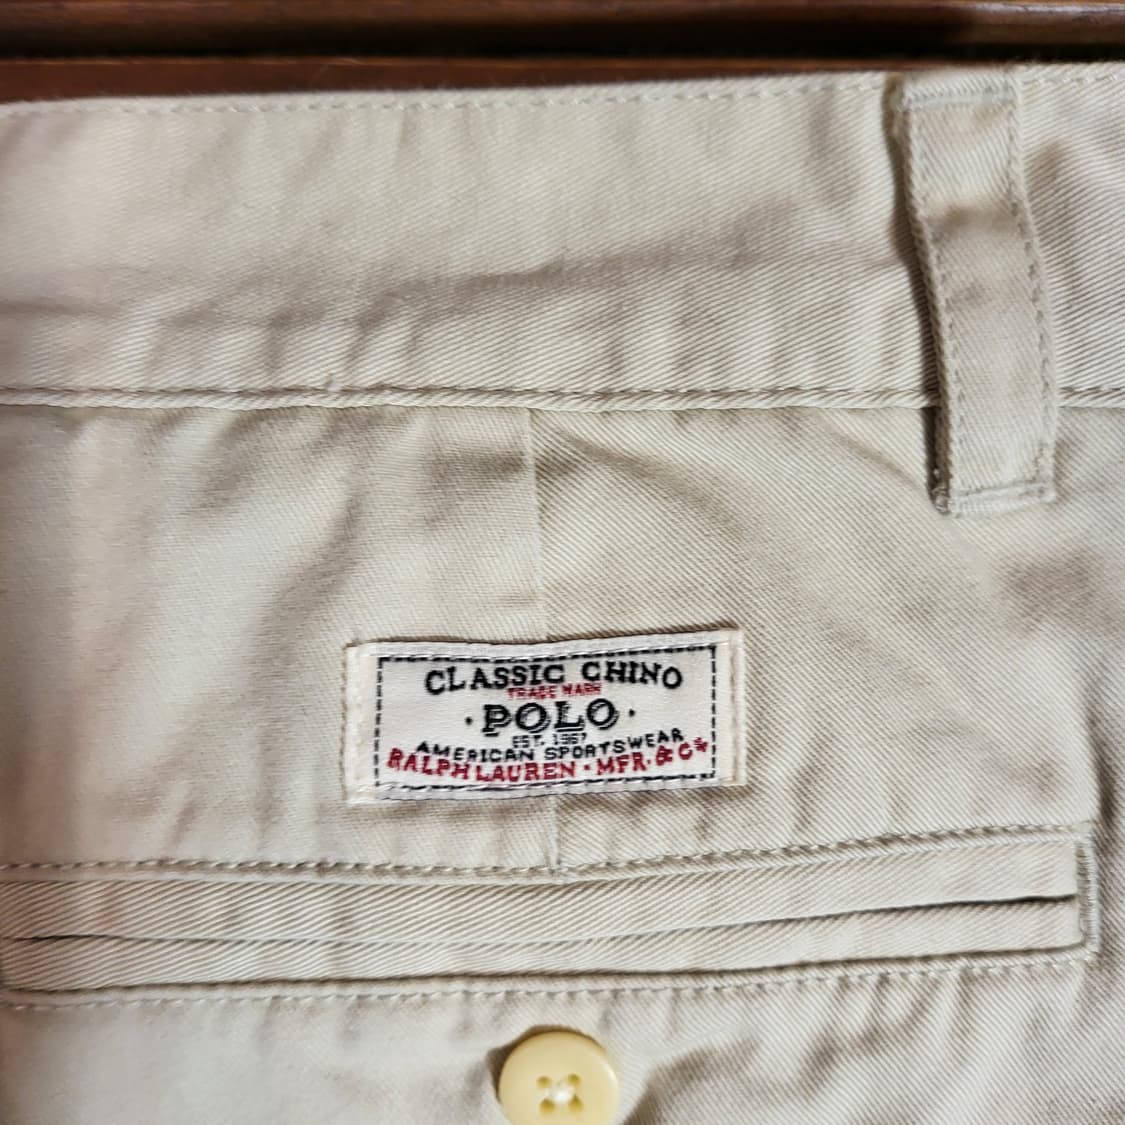 CLASSIC CHINO
TRADE MARK
· POLO ·
EST. 1967
AMERICAN SPORTSWEAR
RALPH LAUREN · MFR. & Cº